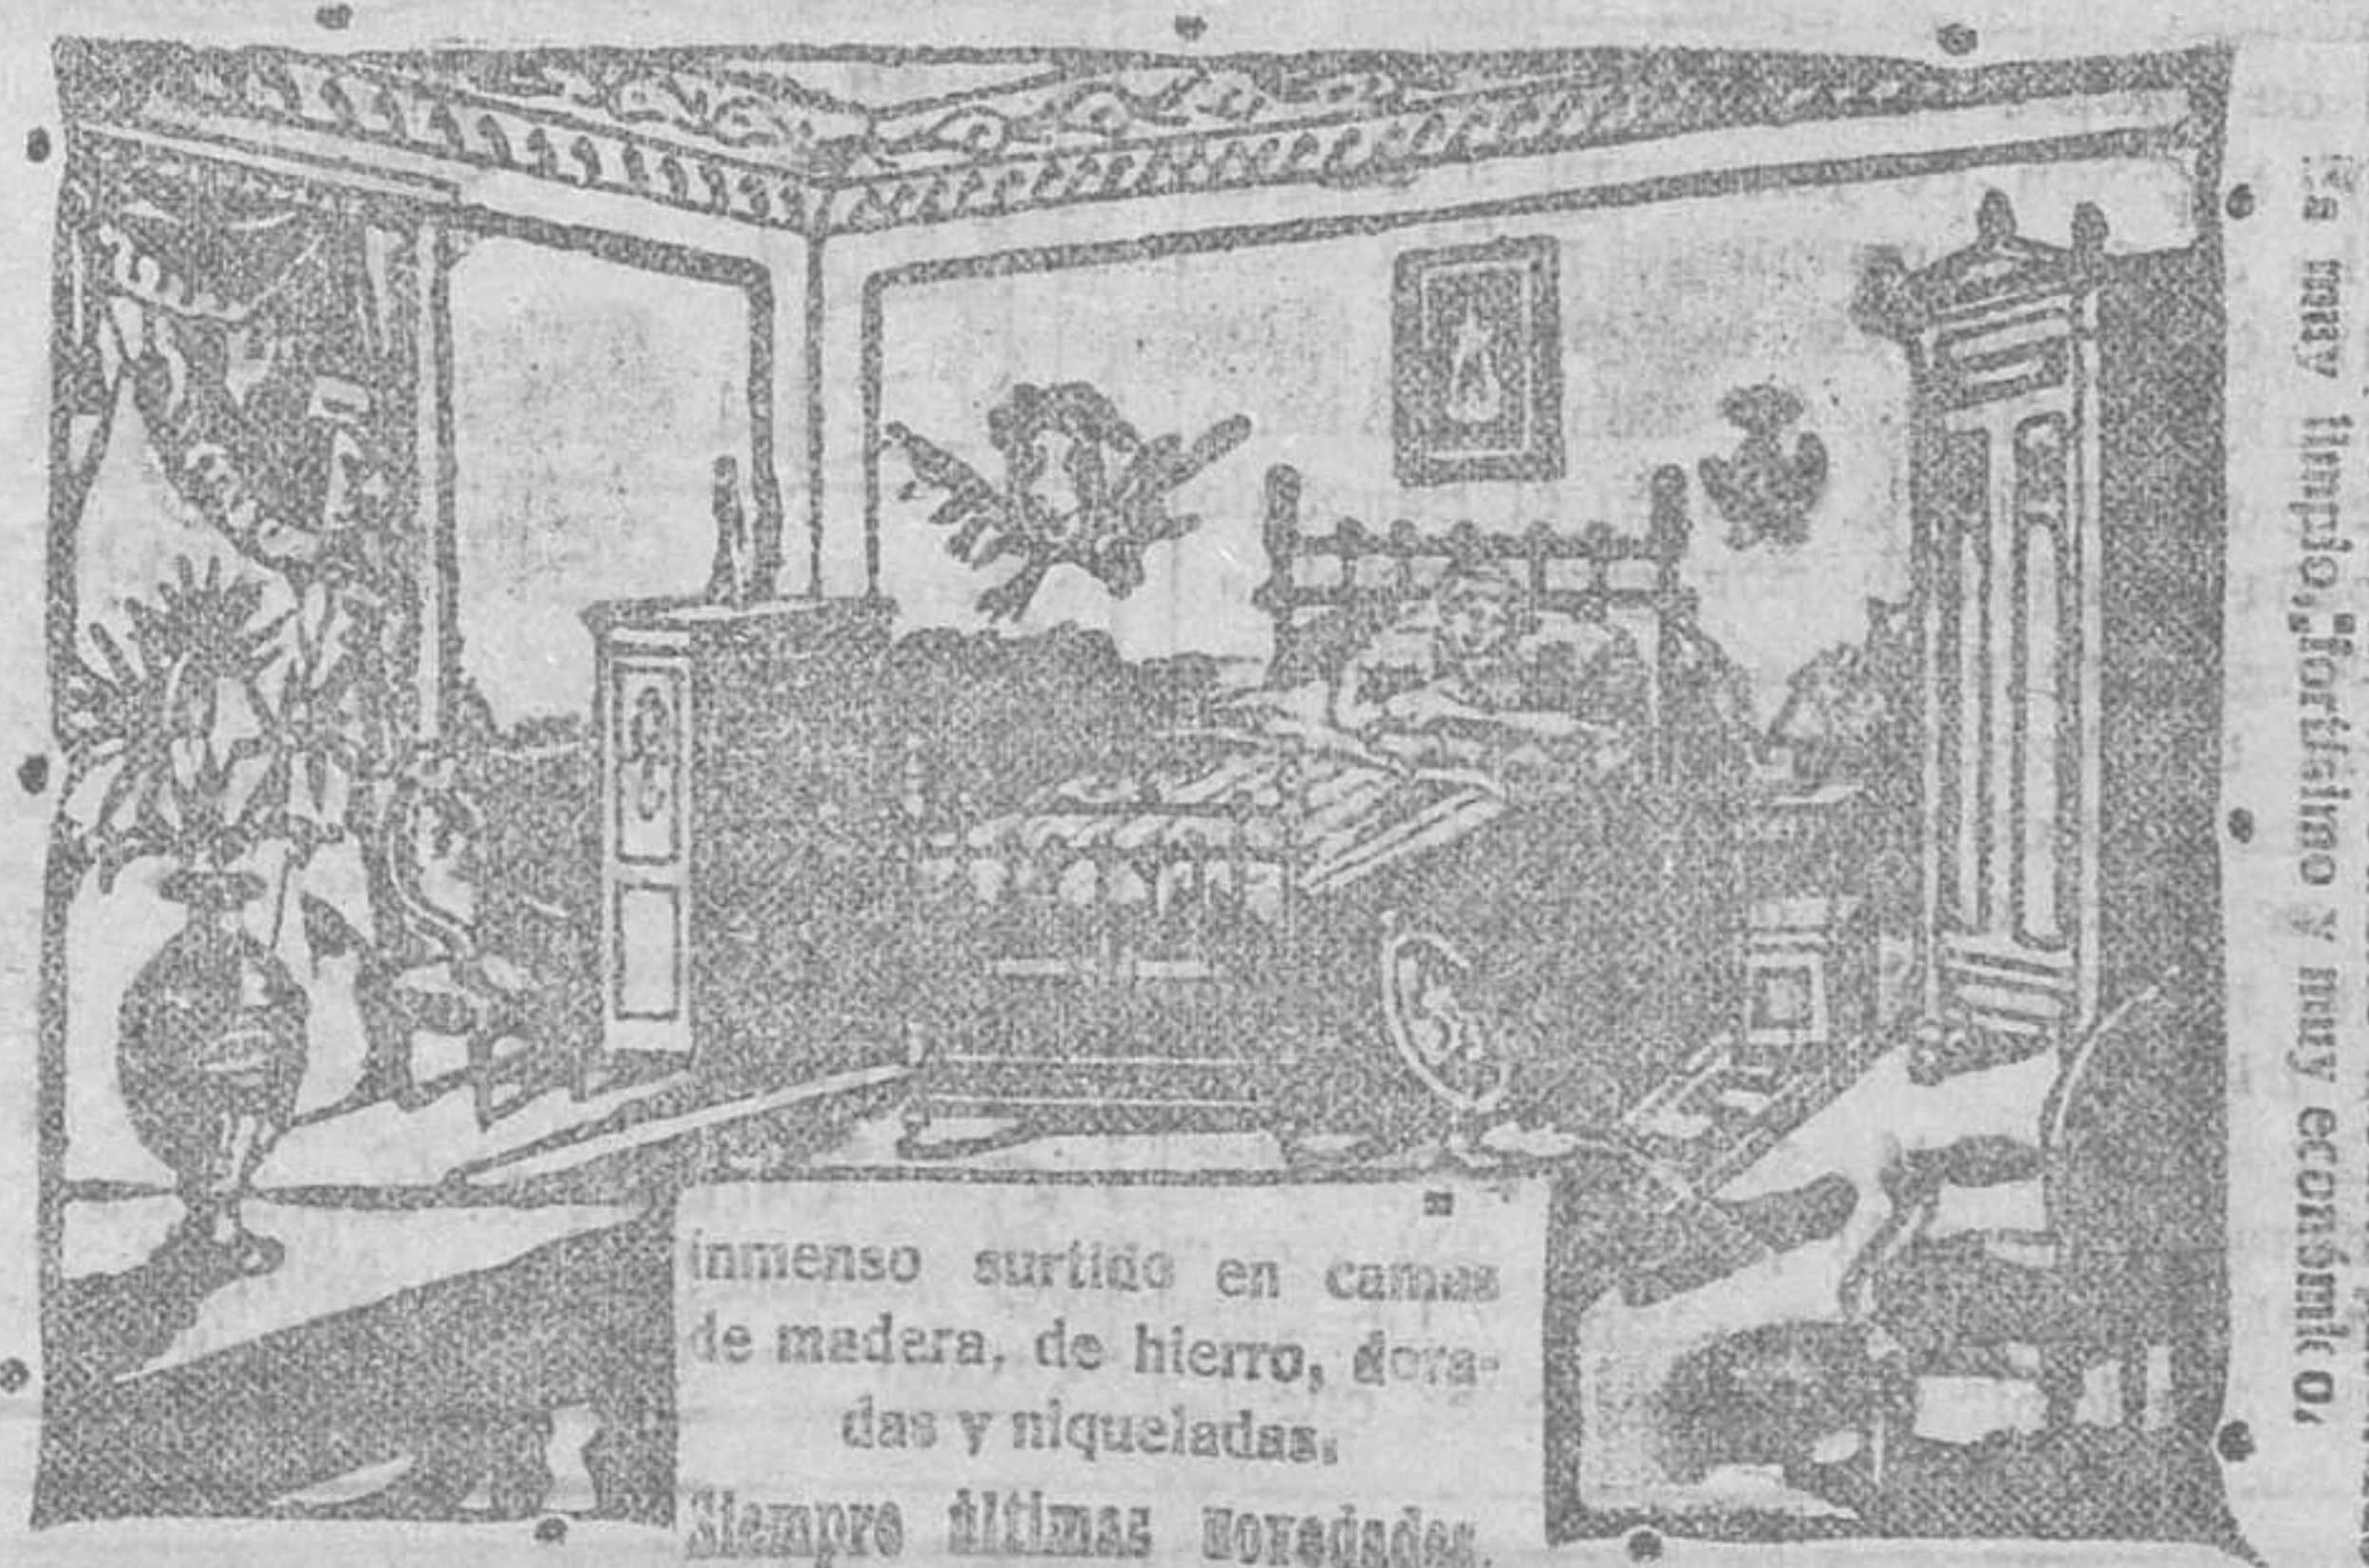 inmenso surtido en camas
de madera, de hierro, dora-
das y niqueladas.
Siempre últimas novedades
Es muy limpio, fortísimo y muy económico,